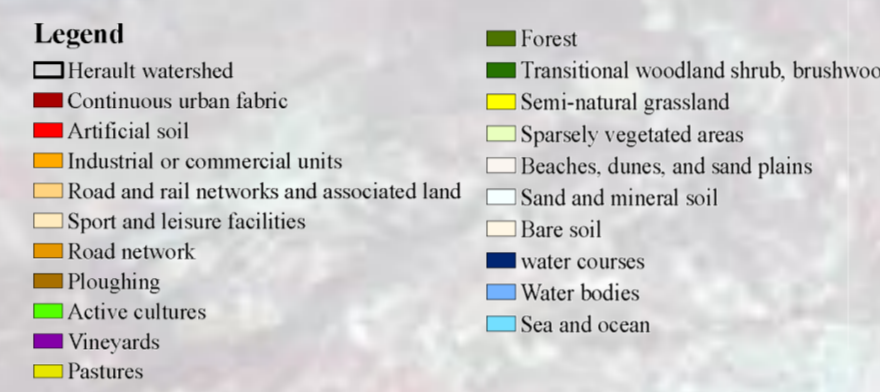 Legend
Herault watershed
Continuous urban fabric
Artificial soil
Industrial or commercial units
Road and rail networks and associated land
Sport and leisure facilities
Road network
Ploughing
Active cultures
Vineyards
Pastures
Forest
Transitional woodland shrub, brushwoo
Semi-natural grassland
Sparsely vegetated areas
Beaches, dunes, and sand plains
Sand and mineral soil
Bare soil
water courses
Water bodies
Sea and ocean